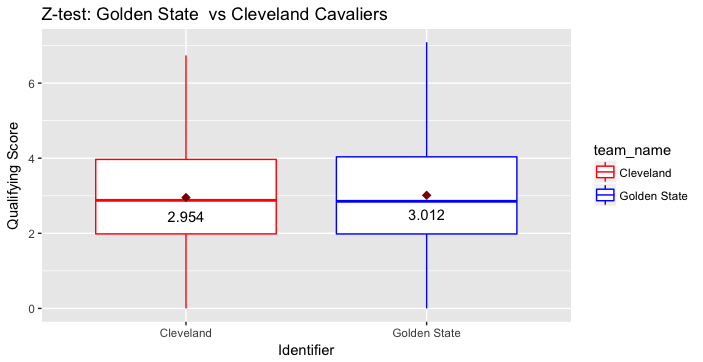 Z-test: Golden State  vs Cleveland Cavaliers
Qualifying Score
6
4
2
0
2.954
3.012
Cleveland
Golden State
Identifier
team_name
Cleveland
Golden State